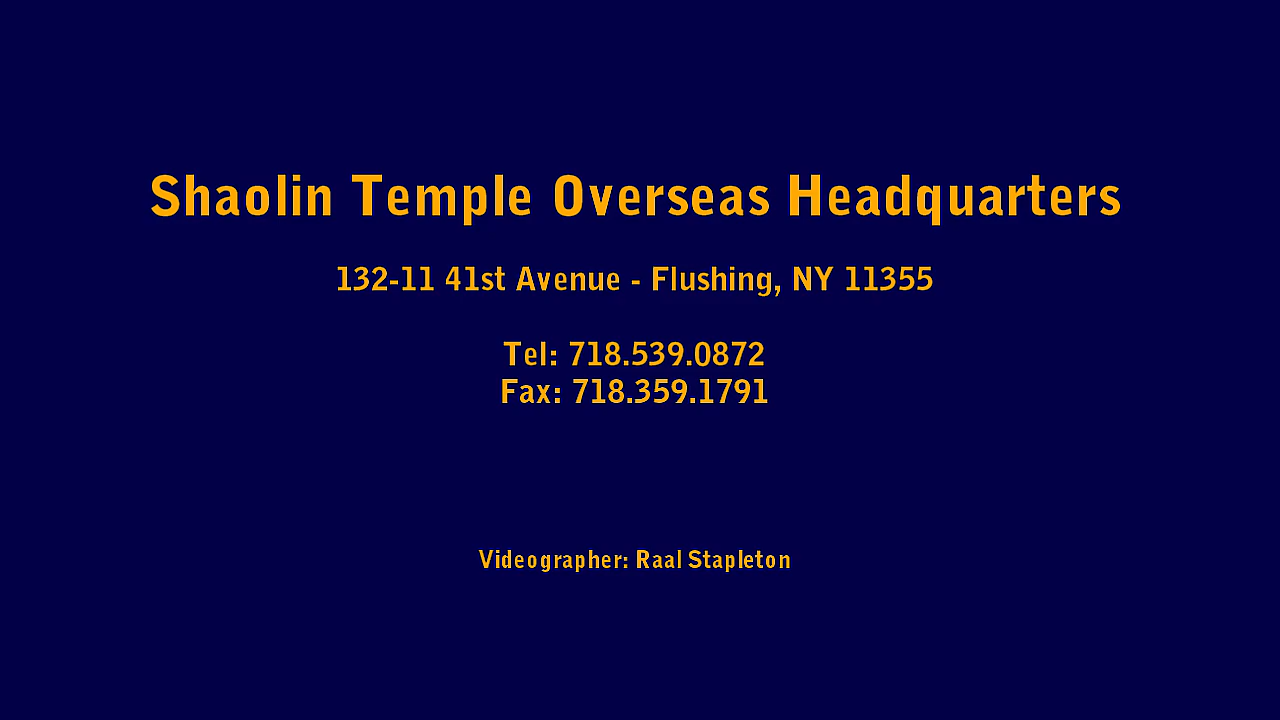 Shaolin Temple Overseas Headquarters
132-11 41st Avenue - Flushing, NY 11355
Tel: 718.539.0872
Fax: 718.359.1791
Videographer: Raal Stapleton